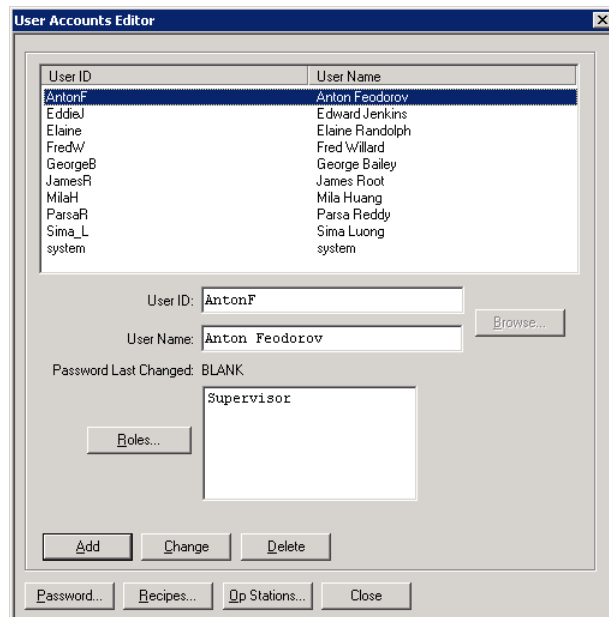 User Accounts Editor
User ID User Name
AntonF Anton Feodorov
EddieJ Edward Jenkins
Elaine Elaine Randolph
FredW Fred Willard
GeorgeB George Bailey
JamesR James Root
MilaH Mila Huang
ParsaR Parsa Reddy
Sima_L Sima Luong
system system
User ID: AntonF
Browse...
User Name: Anton Feodorov
Password Last Changed: BLANK
Supervisor
Roles...
Add Change Delete
Password... Recipes... Op Stations... Close